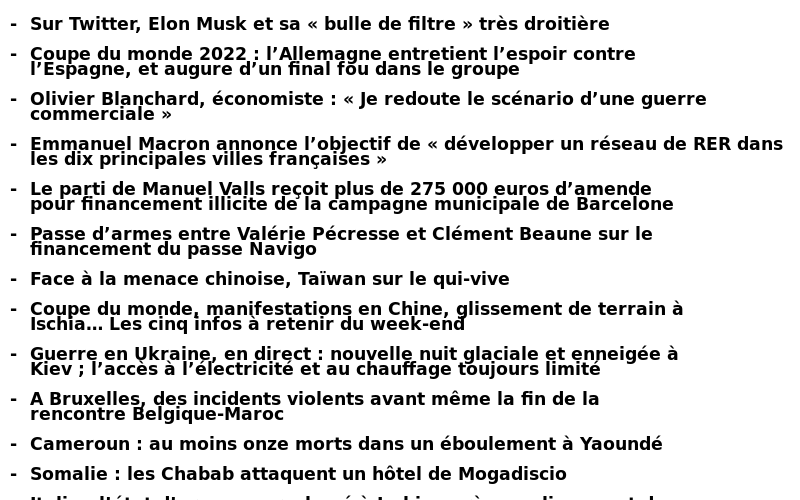 - Sur Twitter, Elon Musk et sa « bulle de filtre » très droitière
- Coupe du monde 2022 : l’Allemagne entretient l’espoir contre
l’Espagne, et augure d’un final fou dans le groupe
- Olivier Blanchard, économiste : « Je redoute le scénario d’une guerre
commerciale »
- Emmanuel Macron annonce l’objectif de « développer un réseau de RER dans
les dix principales villes françaises »
- Le parti de Manuel Valls reçoit plus de 275 000 euros d’amende
pour financement illicite de la campagne municipale de Barcelone
- Passe d’armes entre Valérie Pécresse et Clément Beaune sur le
financement du passe Navigo
- Face à la menace chinoise, Taïwan sur le qui-vive
- Coupe du monde, manifestations en Chine, glissement de terrain à
Ischia… Les cinq infos à retenir du week-end
- Guerre en Ukraine, en direct : nouvelle nuit glaciale et enneigée à
Kiev ; l’accès à l’électricité et au chauffage toujours limité
- A Bruxelles, des incidents violents avant même la fin de la
rencontre Belgique-Maroc
- Cameroun : au moins onze morts dans un éboulement à Yaoundé
- Somalie : les Chabab attaquent un hôtel de Mogadiscio